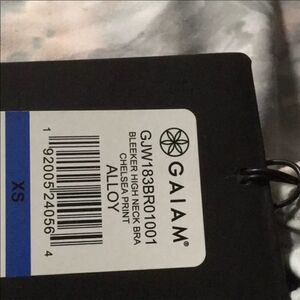 GAIAM®
GJW183BR01001
BLEEKER HIGH NECK BRA
CHELSEA PRINT
ALLOY
1 92005 24056 4
XS